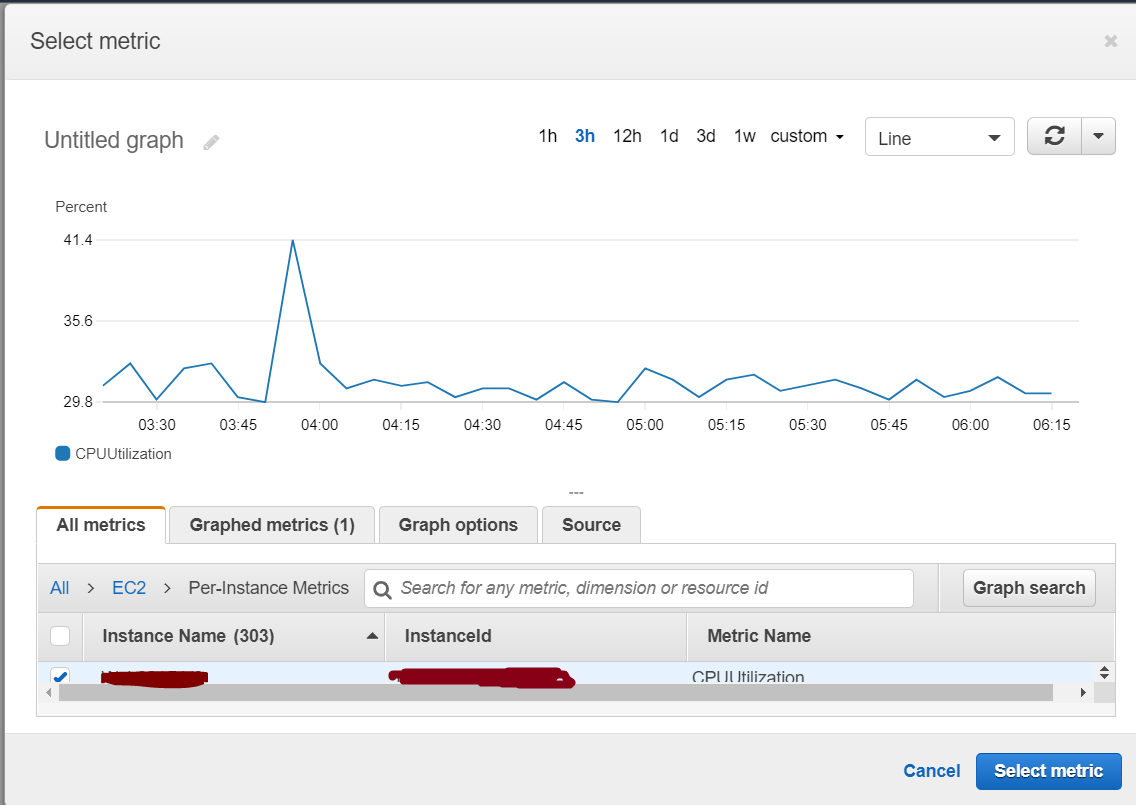 Select metric
Untitled graph
1h 3h 12h 1d 3d 1w custom
Line
Percent
41.4
35.6
29.8
03:30 03:45 04:00 04:15 04:30 04:45 05:00 05:15 05:30 05:45 06:00 06:15
CPUUtilization
---
All metrics Graphed metrics (1) Graph options Source
All > EC2 > Per-Instance Metrics Search for any metric, dimension or resource id Graph search
Instance Name (303) InstanceId Metric Name
CPUUtilization
Cancel Select metric